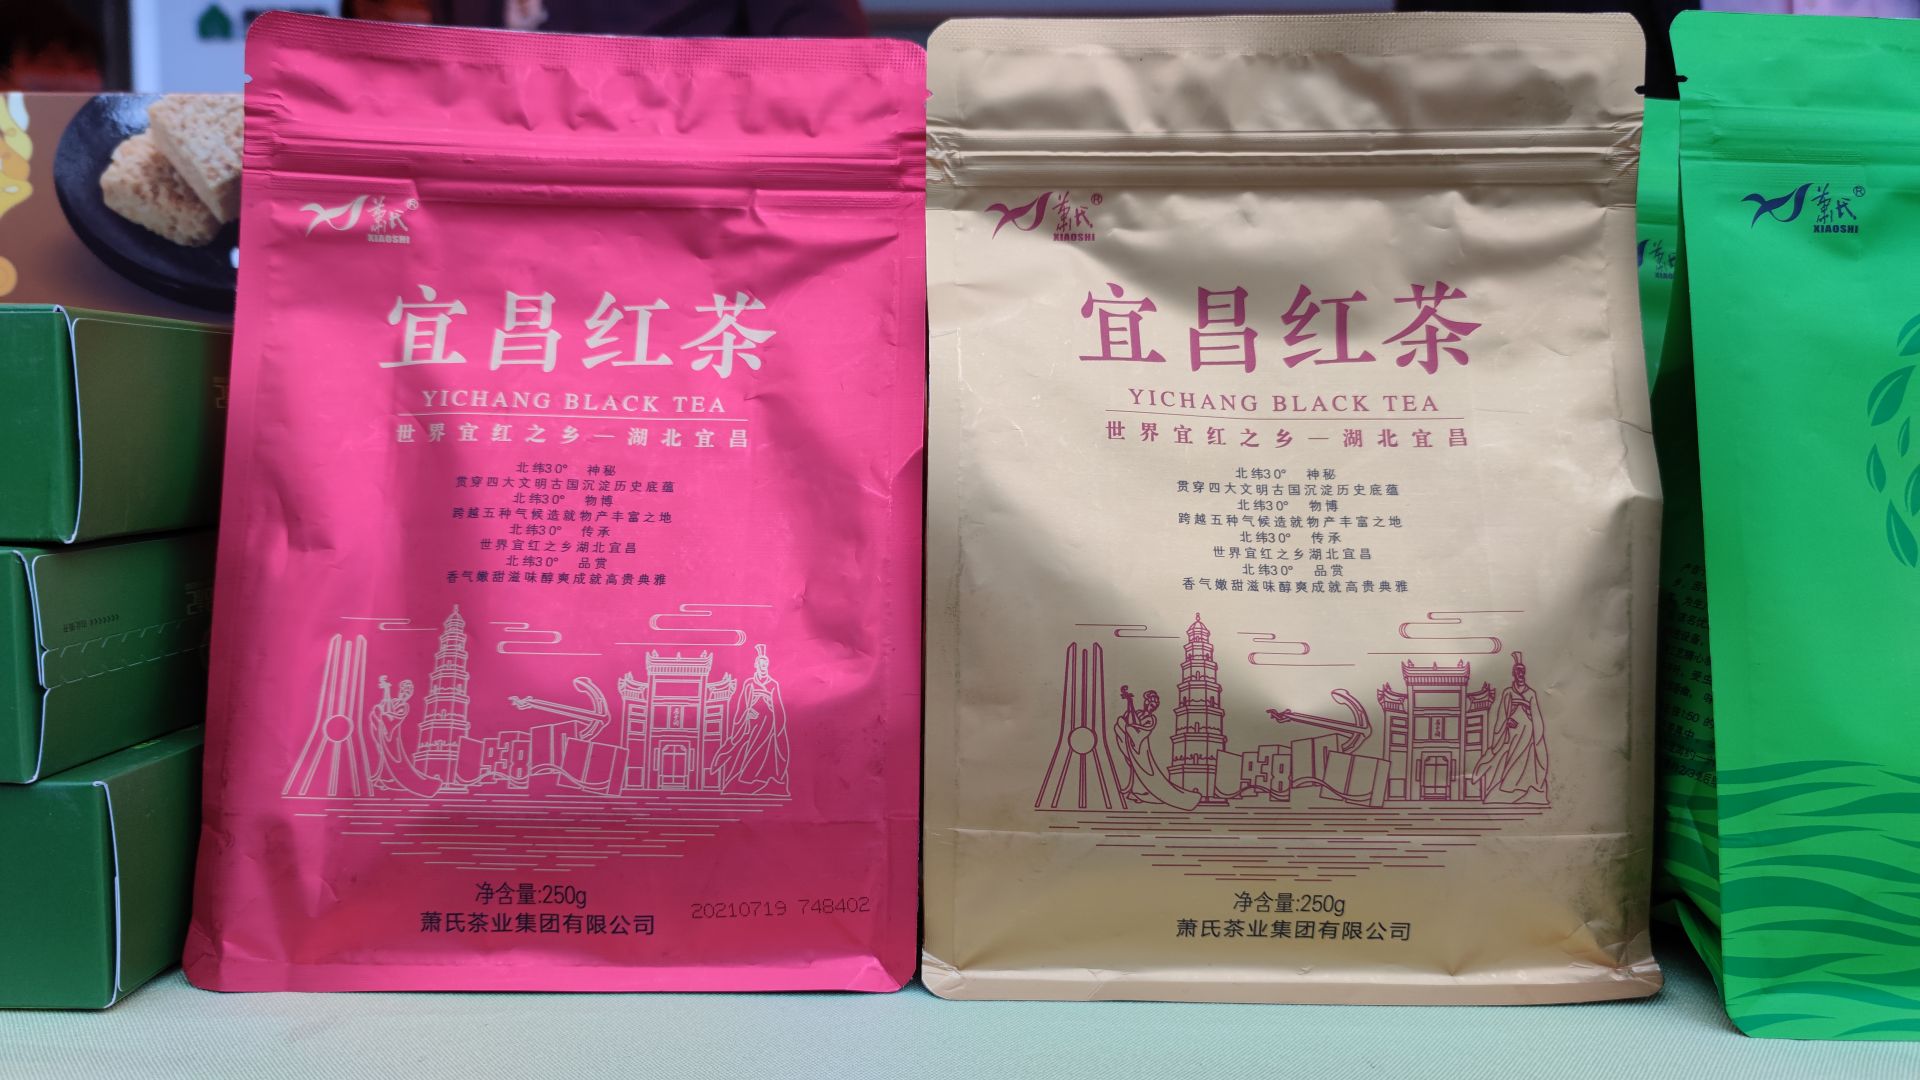 萧氏®
XIAOSHI
宜昌红茶
YICHANG BLACK TEA
世界宜红之乡—湖北宜昌
北纬30° 神秘
贯穿四大文明古国沉淀历史底蕴
北纬30° 物博
跨越五种气候造就物产丰富之地
北纬30° 传承
世界宜红之乡湖北宜昌
北纬30° 品赏
香气嫩甜滋味醇爽成就高贵典雅
938
净含量:250g
萧氏茶业集团有限公司
20210719 748402
萧氏®
XIAOSHI
宜昌红茶
YICHANG BLACK TEA
世界宜红之乡—湖北宜昌
北纬30° 神秘
贯穿四大文明古国沉淀历史底蕴
北纬30° 物博
跨越五种气候造就物产丰富之地
北纬30° 传承
世界宜红之乡湖北宜昌
北纬30° 品赏
香气嫩甜滋味醇爽成就高贵典雅
938
净含量:250g
萧氏茶业集团有限公司
萧氏®
XIAOSHI